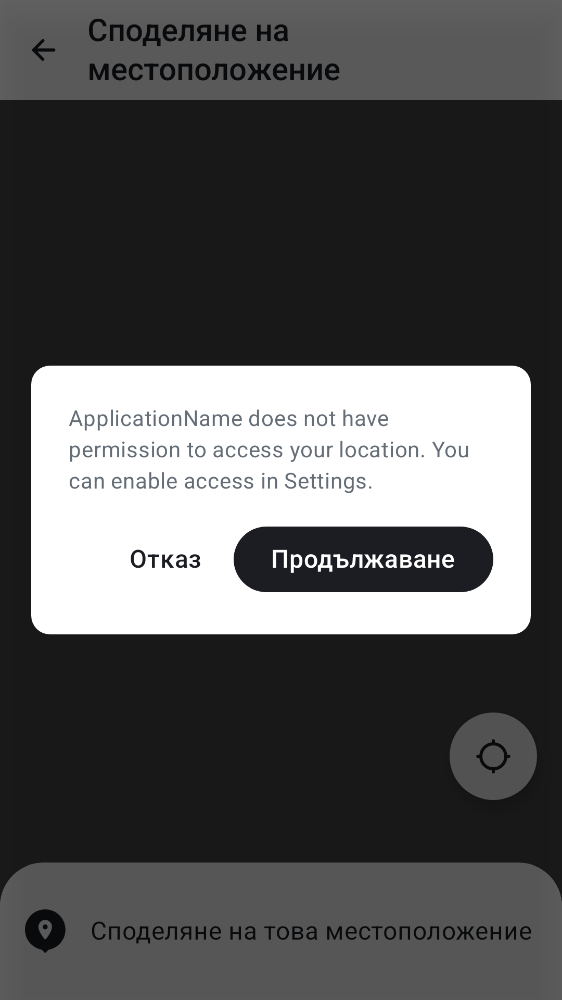 Споделяне на
местоположение
ApplicationName does not have
permission to access your location. You
can enable access in Settings.
Отказ
Продължаване
Споделяне на това местоположение